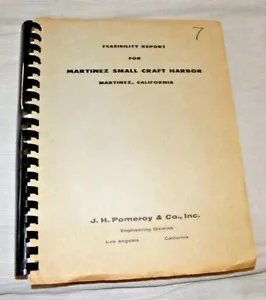 7
FEASIBILITY REPORT
FOR
MARTINEZ SMALL CRAFT HARBOR
MARTINEZ, CALIFORNIA
J. H. Pomeroy & Co., Inc.
Engineering Division
Los Angeles California